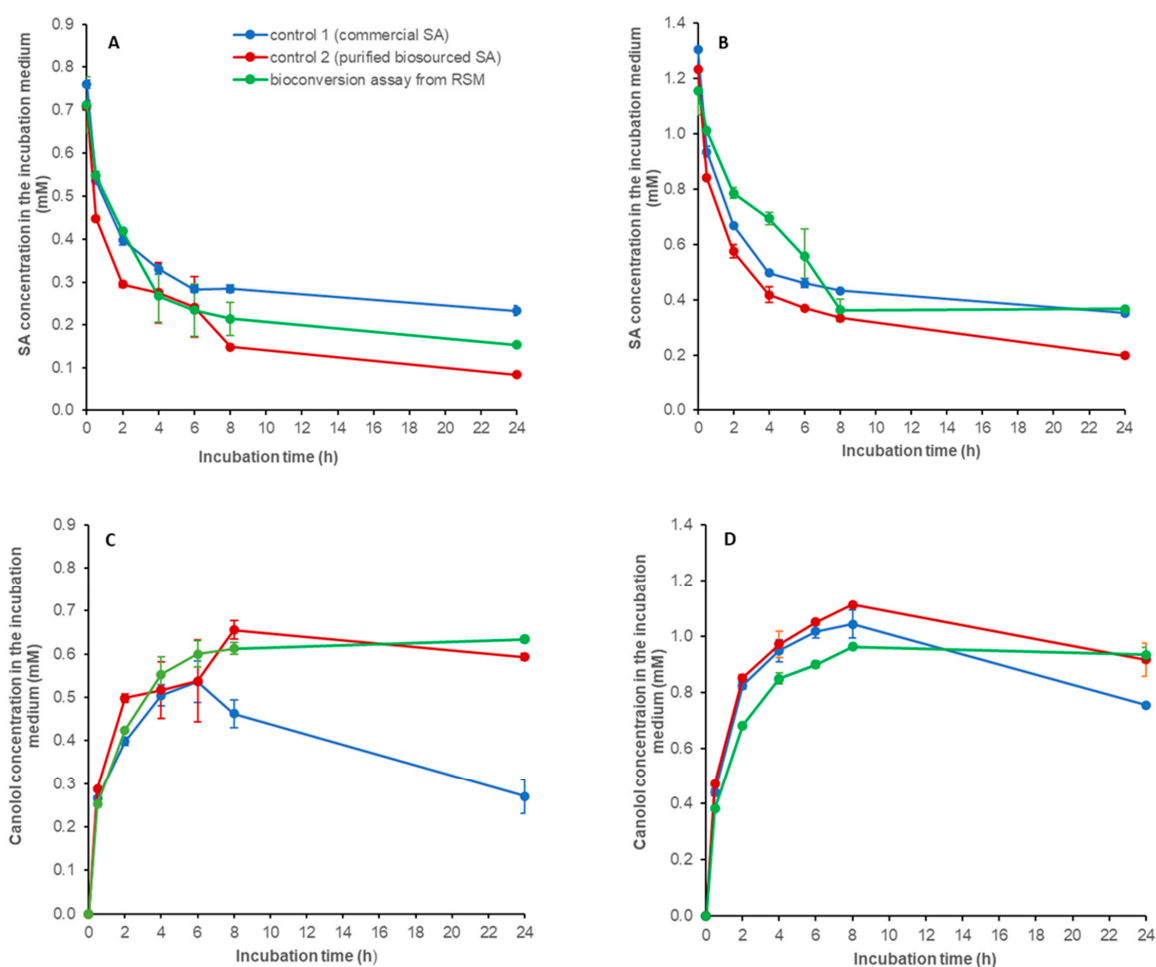 A
control 1 (commercial SA)
control 2 (purified biosourced SA)
bioconversion assay from RSM
SA concentration in the incubation medium
(mM)
0.9
0.8
0.7
0.6
0.5
0.4
0.3
0.2
0.1
0.0
0 2 4 6 8 10 12 14 16 18 20 22 24
Incubation time (h)
B
SA concentration in the incubation medium
(mM)
1.4
1.2
1.0
0.8
0.6
0.4
0.2
0.0
0 2 4 6 8 10 12 14 16 18 20 22 24
Incubation time (h)
C
Canolol concentration in the incubation
medium (mM)
0.9
0.8
0.7
0.6
0.5
0.4
0.3
0.2
0.1
0.0
0 2 4 6 8 10 12 14 16 18 20 22 24
Incubation time (h)
D
Canolol concentraion in the incubation
medium (mM)
1.4
1.2
1.0
0.8
0.6
0.4
0.2
0.0
0 2 4 6 8 10 12 14 16 18 20 22 24
Incubation time (h)